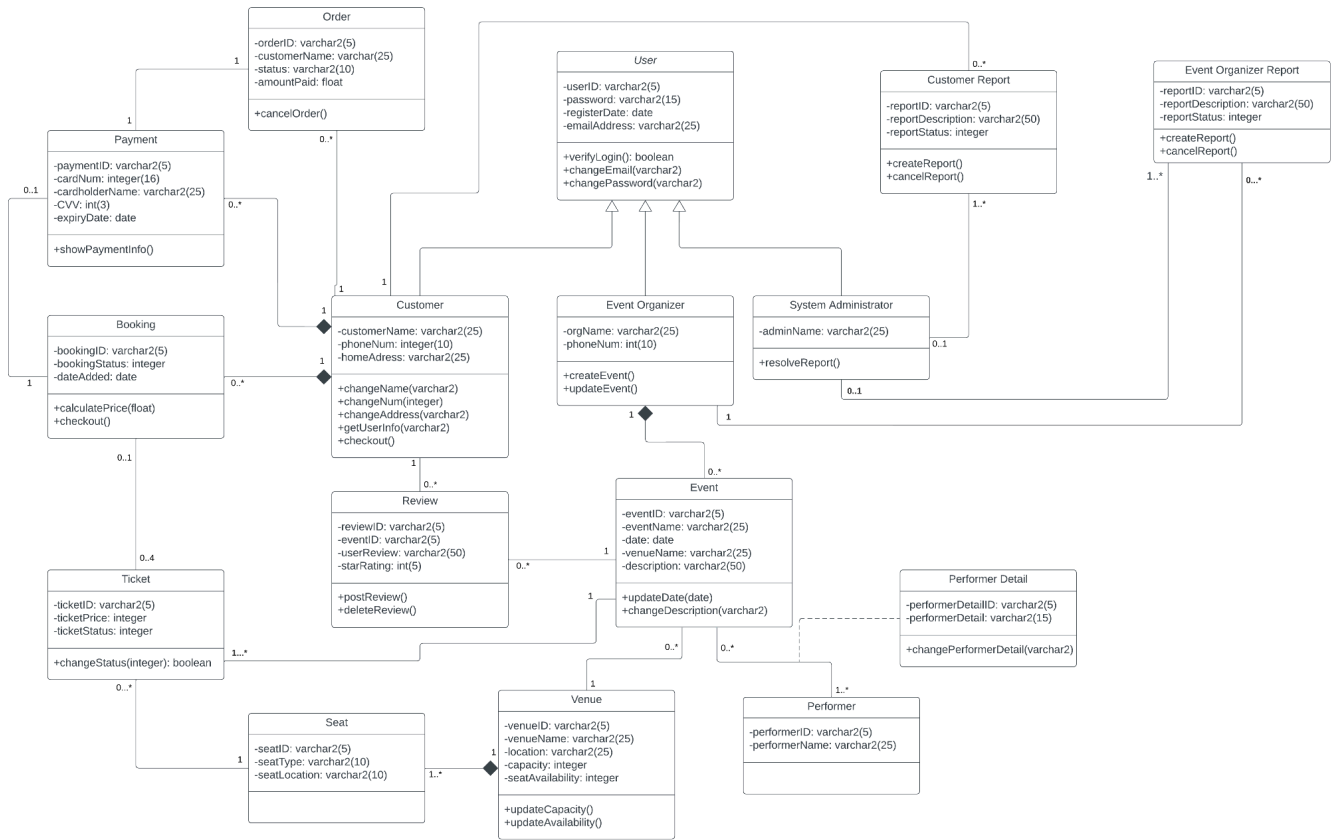 Order
-orderID: varchar2(5)
-customerName: varchar(25)
-status: varchar2(10)
-amountPaid: float
+cancelOrder()
1
0..*
1
1
Payment
-paymentID: varchar2(5)
-cardNum: integer(16)
-cardholderName: varchar2(25)
-CVV: int(3)
-expiryDate: date
+showPaymentInfo()
0..1
0..*
1
User
-userID: varchar2(5)
-password: varchar2(15)
-registerDate: date
-emailAddress: varchar2(25)
+verifyLogin(): boolean
+changeEmail(varchar2)
+changePassword(varchar2)
0..*
Customer Report
-reportID: varchar2(5)
-reportDescription: varchar2(50)
-reportStatus: integer
+createReport()
+cancelReport()
1..*
1
Event Organizer Report
-reportID: varchar2(5)
-reportDescription: varchar2(50)
-reportStatus: integer
+createReport()
+cancelReport()
1..*
0...*
Booking
-bookingID: varchar2(5)
-bookingStatus: integer
-dateAdded: date
+calculatePrice(float)
+checkout()
1
0..*
1
0..1
Customer
-customerName: varchar2(25)
-phoneNum: integer(10)
-homeAdress: varchar2(25)
+changeName(varchar2)
+changeNum(integer)
+changeAddress(varchar2)
+getUserInfo(varchar2)
+checkout()
1
0..*
Event Organizer
-orgName: varchar2(25)
-phoneNum: int(10)
+createEvent()
+updateEvent()
1
1
0..*
System Administrator
-adminName: varchar2(25)
+resolveReport()
0..1
0..1
Review
-reviewID: varchar2(5)
-eventID: varchar2(5)
-userReview: varchar2(50)
-starRating: int(5)
+postReview()
+deleteReview()
0..*
1
Event
-eventID: varchar2(5)
-eventName: varchar2(25)
-date: date
-venueName: varchar2(25)
-description: varchar2(50)
+updateDate(date)
+changeDescription(varchar2)
1
0..*
0..*
0..4
Ticket
-ticketID: varchar2(5)
-ticketPrice: integer
-ticketStatus: integer
+changeStatus(integer): boolean
1...*
0...*
Performer Detail
-performerDetailID: varchar2(5)
-performerDetail: varchar2(15)
+changePerformerDetail(varchar2)
1
1..*
Seat
-seatID: varchar2(5)
-seatType: varchar2(10)
-seatLocation: varchar2(10)
1
1..*
1
Venue
-venueID: varchar2(5)
-venueName: varchar2(25)
-location: varchar2(25)
-capacity: integer
-seatAvailability: integer
+updateCapacity()
+updateAvailability()
Performer
-performerID: varchar2(5)
-performerName: varchar2(25)